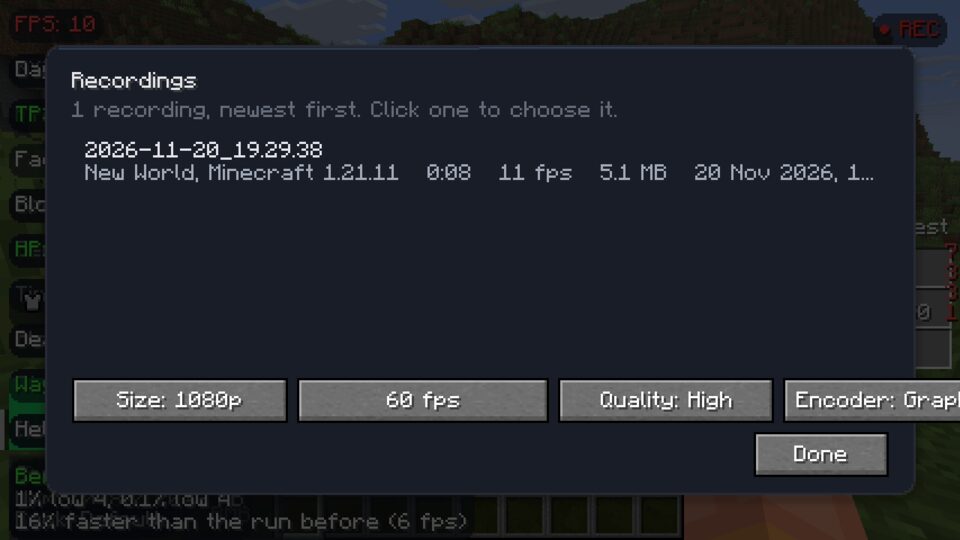 FPS: 10
REC
Recordings
1 recording, newest first. Click one to choose it.
2026-11-20_19.29.38
New World, Minecraft 1.21.11 0:08 11 fps 5.1 MB 20 Nov 2026, 1...
Size: 1080p
60 fps
Quality: High
Encoder: Grap
Done
1% low 4, 0.1% low 4
16% faster than the run before (6 fps)